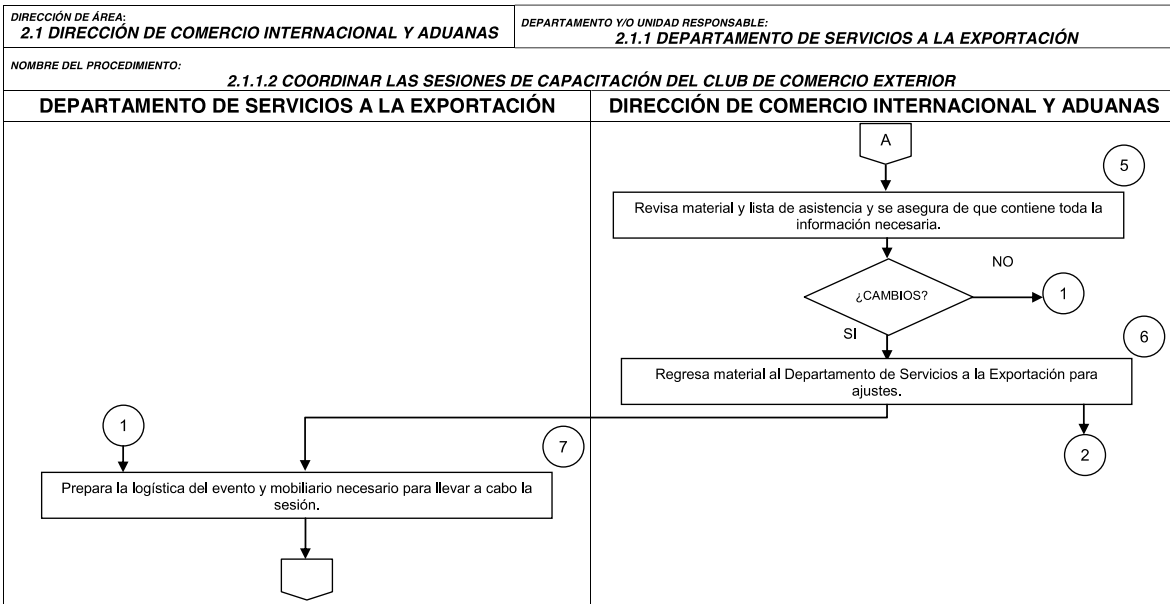 DIRECCIÓN DE ÁREA:
2.1 DIRECCIÓN DE COMERCIO INTERNACIONAL Y ADUANAS
DEPARTAMENTO Y/O UNIDAD RESPONSABLE:
2.1.1 DEPARTAMENTO DE SERVICIOS A LA EXPORTACIÓN
NOMBRE DEL PROCEDIMIENTO:
2.1.1.2 COORDINAR LAS SESIONES DE CAPACITACIÓN DEL CLUB DE COMERCIO EXTERIOR
DEPARTAMENTO DE SERVICIOS A LA EXPORTACIÓN
DIRECCIÓN DE COMERCIO INTERNACIONAL Y ADUANAS
A
5
Revisa material y lista de asistencia y se asegura de que contiene toda la
información necesaria.
NO
¿CAMBIOS?
1
SI
6
Regresa material al Departamento de Servicios a la Exportación para
ajustes.
1
7
2
Prepara la logística del evento y mobiliario necesario para llevar a cabo la
sesión.